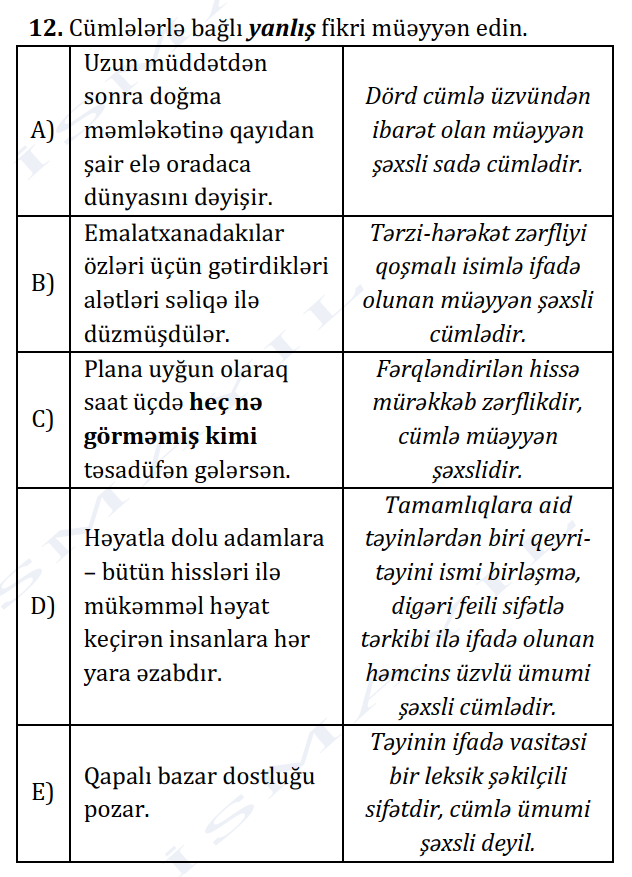 12. Cümlələrlə bağlı yanlış fikri müəyyən edin.
A)
Uzun müddətdən
sonra doğma
məmləkətinə qayıdan
şair elə oradaca
dünyasını dəyişir.
Dörd cümlə üzvündən
ibarət olan müəyyən
şəxsli sadə cümlədir.
B)
Emalatxanadakılar
özləri üçün gətirdikləri
alətləri səliqə ilə
düzmüşdülər.
Tərzi-hərəkət zərfliyi
qoşmalı isimlə ifadə
olunan müəyyən şəxsli
cümlədir.
C)
Plana uyğun olaraq
saat üçdə heç nə
görməmiş kimi
təsadüfən gələrsən.
Fərqləndirilən hissə
mürəkkəb zərflikdir,
cümlə müəyyən
şəxslidir.
D)
Həyatla dolu adamlara
– bütün hissləri ilə
mükəmməl həyat
keçirən insanlara hər
yara əzabdır.
Tamamlıqlara aid
təyinlərdən biri qeyri-
təyini ismi birləşmə,
digəri feili sifətlə
tərkibi ilə ifadə olunan
həmcins üzvlü ümumi
şəxsli cümlədir.
E)
Qapalı bazar dostluğu
pozar.
Təyinin ifadə vasitəsi
bir leksik şəkilçili
sifətdir, cümlə ümumi
şəxsli deyil.
İSMAYIL